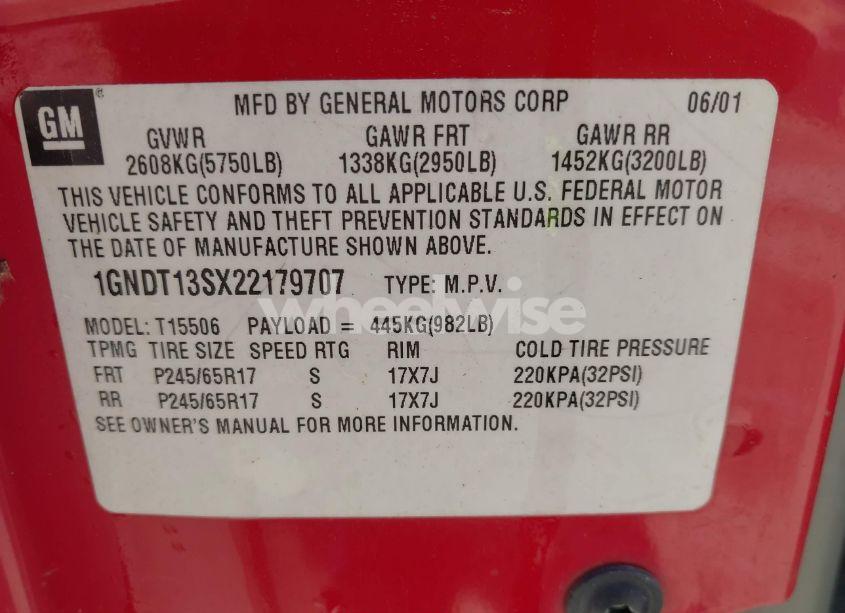 GM®
MFD BY GENERAL MOTORS CORP 06/01
GVWR GAWR FRT GAWR RR
2608KG(5750LB) 1338KG(2950LB) 1452KG(3200LB)
THIS VEHICLE CONFORMS TO ALL APPLICABLE U.S. FEDERAL MOTOR
VEHICLE SAFETY AND THEFT PREVENTION STANDARDS IN EFFECT ON
THE DATE OF MANUFACTURE SHOWN ABOVE.
1GNDT13SX22179707 TYPE: M.P.V.
wheelwise
MODEL: T15506 PAYLOAD = 445KG(982LB)
TPMG TIRE SIZE SPEED RTG RIM COLD TIRE PRESSURE
FRT P245/65R17 S 17X7J 220KPA(32PSI)
RR P245/65R17 S 17X7J 220KPA(32PSI)
SEE OWNER'S MANUAL FOR MORE INFORMATION.